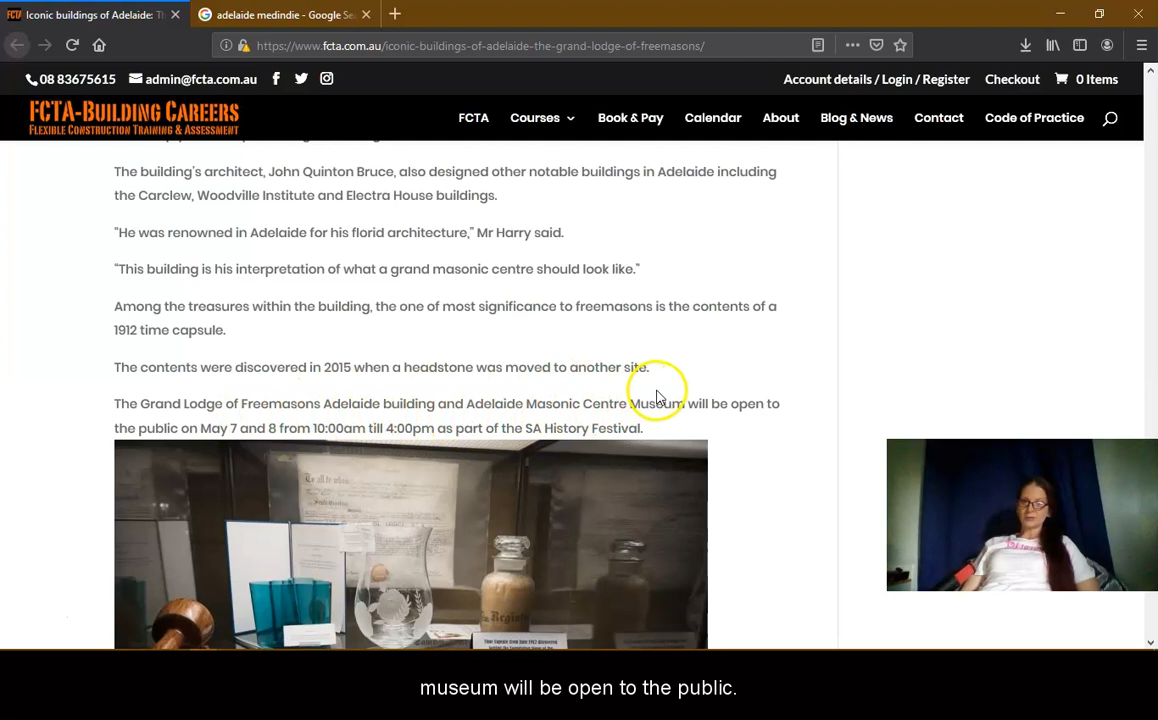 Iconic buildings of Adelaide: Th
adelaide medindie - Google Se
https://www.fcta.com.au/iconic-buildings-of-adelaide-the-grand-lodge-of-freemasons/
08 83675615
admin@fcta.com.au
Account details / Login / Register
Checkout
0 Items
FCTA-BUILDING CAREERS
FLEXIBLE CONSTRUCTION TRAINING & ASSESSMENT
FCTA
Courses
Book & Pay
Calendar
About
Blog & News
Contact
Code of Practice
The building's architect, John Quinton Bruce, also designed other notable buildings in Adelaide including
the Carclew, Woodville Institute and Electra House buildings.
"He was renowned in Adelaide for his florid architecture," Mr Harry said.
"This building is his interpretation of what a grand masonic centre should look like."
Among the treasures within the building, the one of most significance to freemasons is the contents of a
1912 time capsule.
The contents were discovered in 2015 when a headstone was moved to another site.
The Grand Lodge of Freemasons Adelaide building and Adelaide Masonic Centre Museum will be open to
the public on May 7 and 8 from 10:00am till 4:00pm as part of the SA History Festival.
To all to whom
museum will be open to the public.